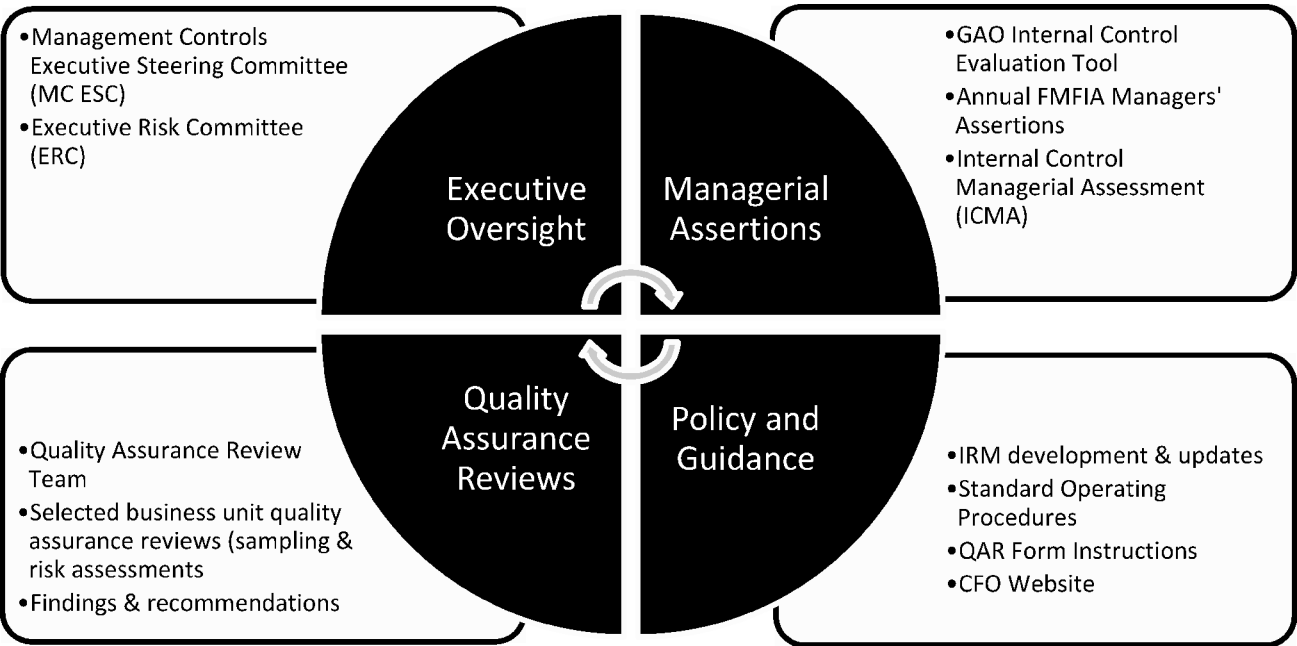 •Management Controls
Executive Steering Committee
(MC ESC)
•Executive Risk Committee
(ERC)
Executive
Oversight
Managerial
Assertions
•GAO Internal Control
Evaluation Tool
•Annual FMFIA Managers'
Assertions
•Internal Control
Managerial Assessment
(ICMA)
•Quality Assurance Review
Team
•Selected business unit quality
assurance reviews (sampling &
risk assessments
•Findings & recommendations
Quality
Assurance
Reviews
Policy and
Guidance
•IRM development & updates
•Standard Operating
Procedures
•QAR Form Instructions
•CFO Website